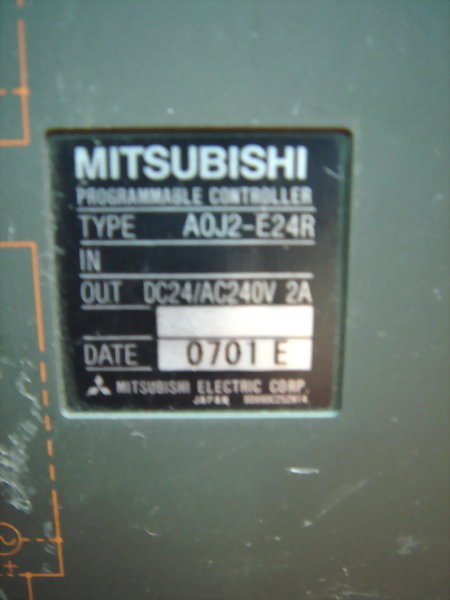 MITSUBISHI
PROGRAMMABLE CONTROLLER
TYPE A0J2-E24R
IN
OUT DC24/AC240V 2A
DATE 0701 E
MITSUBISHI ELECTRIC CORP.
JAPAN